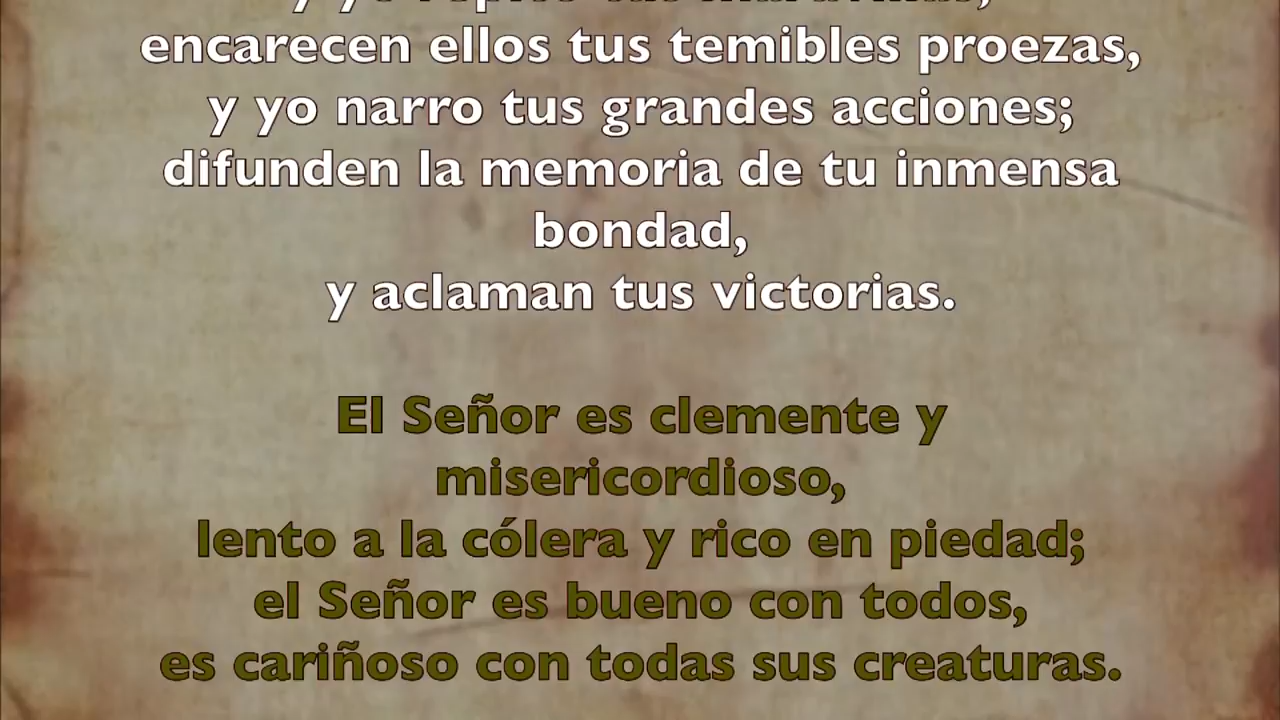 encarecen ellos tus temibles proezas,
y yo narro tus grandes acciones;
difunden la memoria de tu inmensa
bondad,
y aclaman tus victorias.
El Señor es clemente y
misericordioso,
lento a la cólera y rico en piedad;
el Señor es bueno con todos,
es cariñoso con todas sus creaturas.